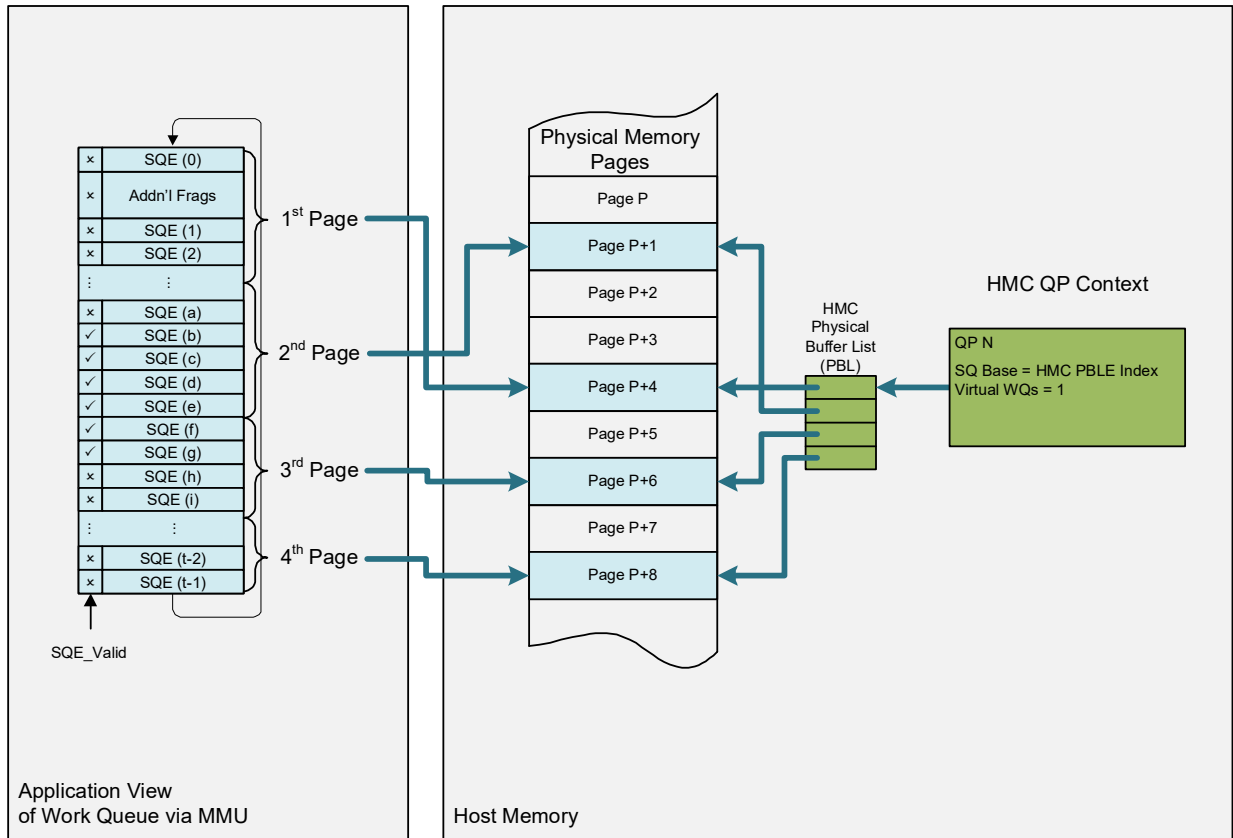 × SQE (0)
× Addn’l Frags
× SQE (1)
× SQE (2)
⋮ ⋮
× SQE (a)
✓ SQE (b)
✓ SQE (c)
✓ SQE (d)
✓ SQE (e)
✓ SQE (f)
✓ SQE (g)
× SQE (h)
× SQE (i)
⋮ ⋮
× SQE (t-2)
× SQE (t-1)
SQE_Valid
1st Page
2nd Page
3rd Page
4th Page
Application View
of Work Queue via MMU
Physical Memory
Pages
Page P
Page P+1
Page P+2
Page P+3
Page P+4
Page P+5
Page P+6
Page P+7
Page P+8
HMC
Physical
Buffer List
(PBL)
HMC QP Context
QP N
SQ Base = HMC PBLE Index
Virtual WQs = 1
Host Memory